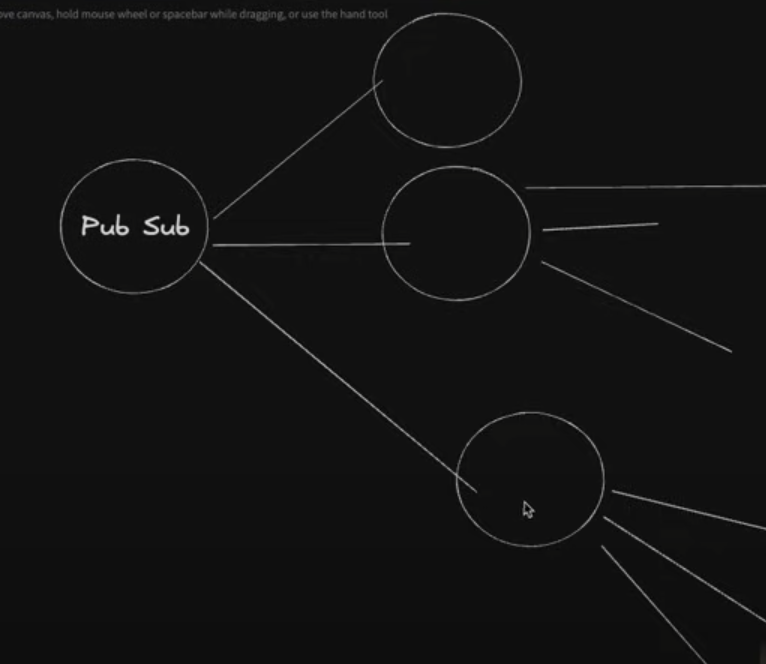 ove canvas, hold mouse wheel or spacebar while dragging, or use the hand tool
Pub Sub